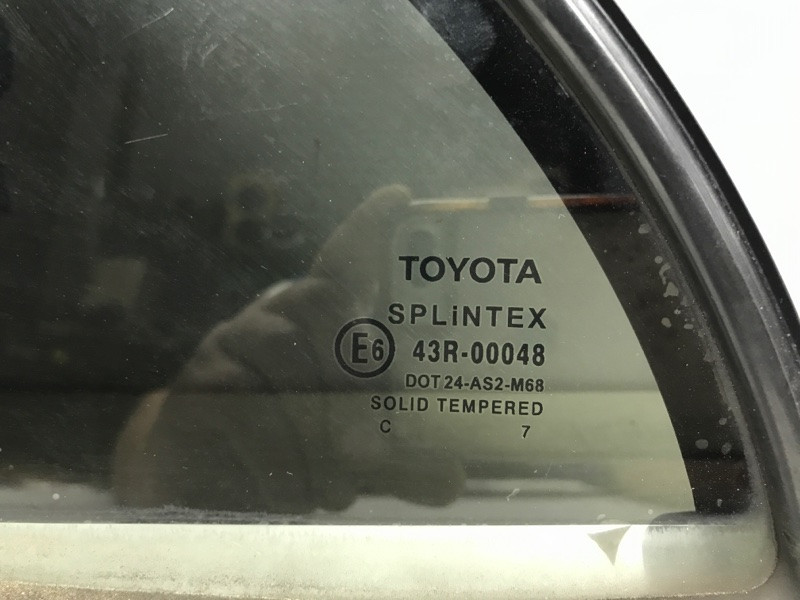 TOYOTA
SPLiNTEX
E6 43R-00048
DOT 24-AS2-M68
SOLID TEMPERED
C 7